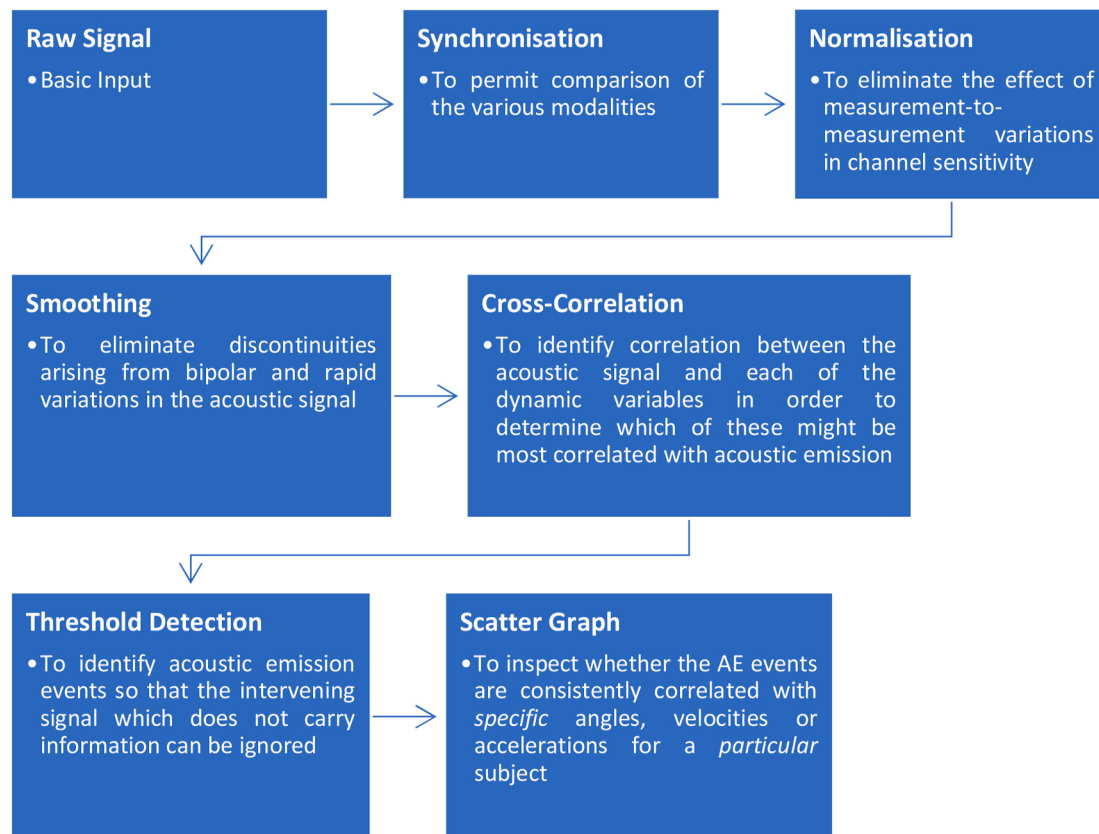 Raw Signal
•Basic Input
Synchronisation
•To permit comparison of
the various modalities
Normalisation
•To eliminate the effect of
measurement-to-
measurement variations
in channel sensitivity
Smoothing
•To eliminate discontinuities
arising from bipolar and rapid
variations in the acoustic signal
Cross-Correlation
•To identify correlation between the
acoustic signal and each of the
dynamic variables in order to
determine which of these might be
most correlated with acoustic emission
Threshold Detection
•To identify acoustic emission
events so that the intervening
signal which does not carry
information can be ignored
Scatter Graph
•To inspect whether the AE events
are consistently correlated with
specific angles, velocities or
accelerations for a particular
subject